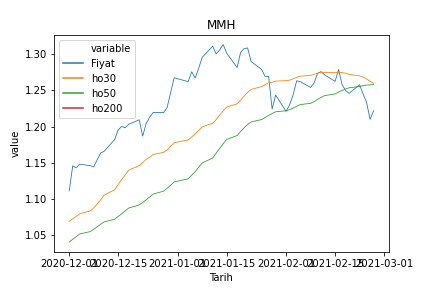 MMH
variable
Fiyat
ho30
ho50
ho200
1.30
1.25
1.20
1.15
1.10
1.05
value
2020-12-01
2020-12-15
2021-01-01
2021-01-15
2021-02-01
2021-02-15
2021-03-01
Tarih